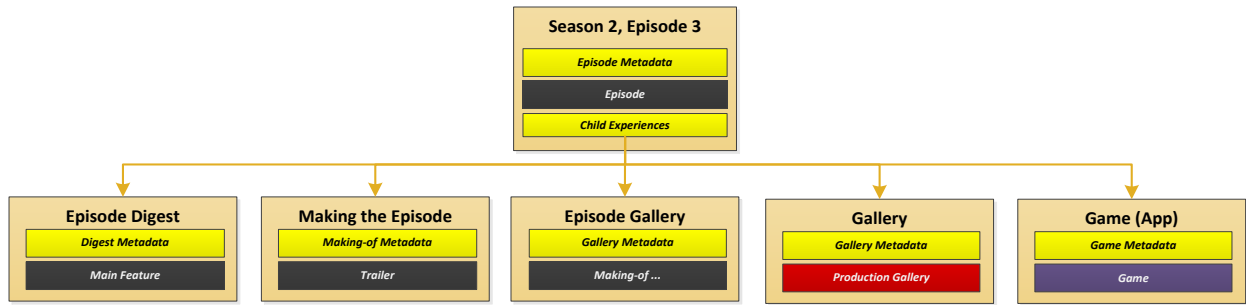 Season 2, Episode 3
Episode Metadata
Episode
Child Experiences
Episode Digest
Digest Metadata
Main Feature
Making the Episode
Making-of Metadata
Trailer
Episode Gallery
Gallery Metadata
Making-of ...
Gallery
Gallery Metadata
Production Gallery
Game (App)
Game Metadata
Game